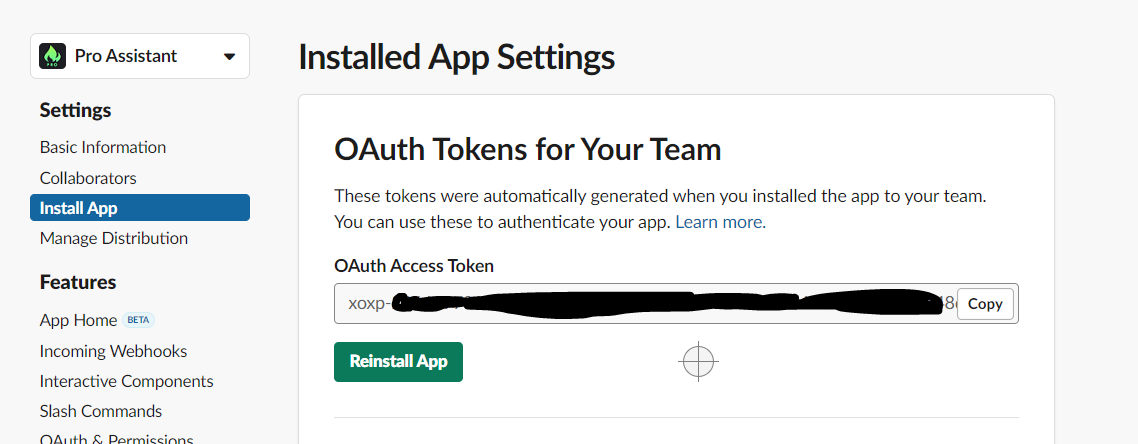 Pro Assistant
PRO
Settings
Basic Information
Collaborators
Install App
Manage Distribution
Features
App Home BETA
Incoming Webhooks
Interactive Components
Slash Commands
OAuth & Permissions
Installed App Settings
OAuth Tokens for Your Team
These tokens were automatically generated when you installed the app to your team.
You can use these to authenticate your app. Learn more.
OAuth Access Token
xoxp- Copy
Reinstall App